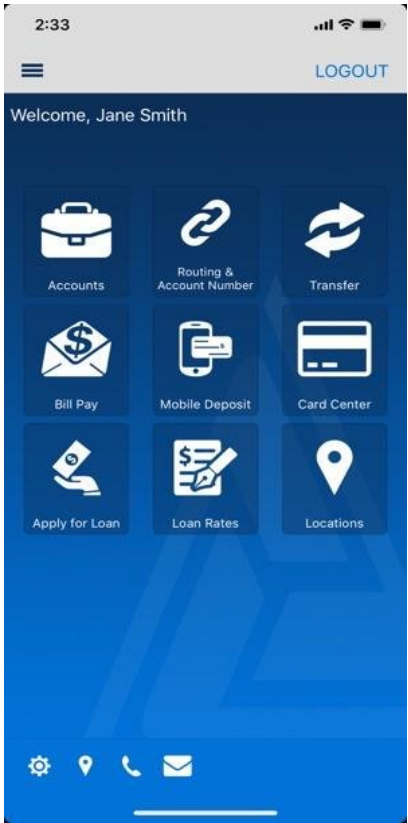 2:33
LOGOUT
Welcome, Jane Smith
Accounts
Routing &
Account Number
Transfer
$
Bill Pay
Mobile Deposit
Card Center
Apply for Loan
$
Loan Rates
Locations